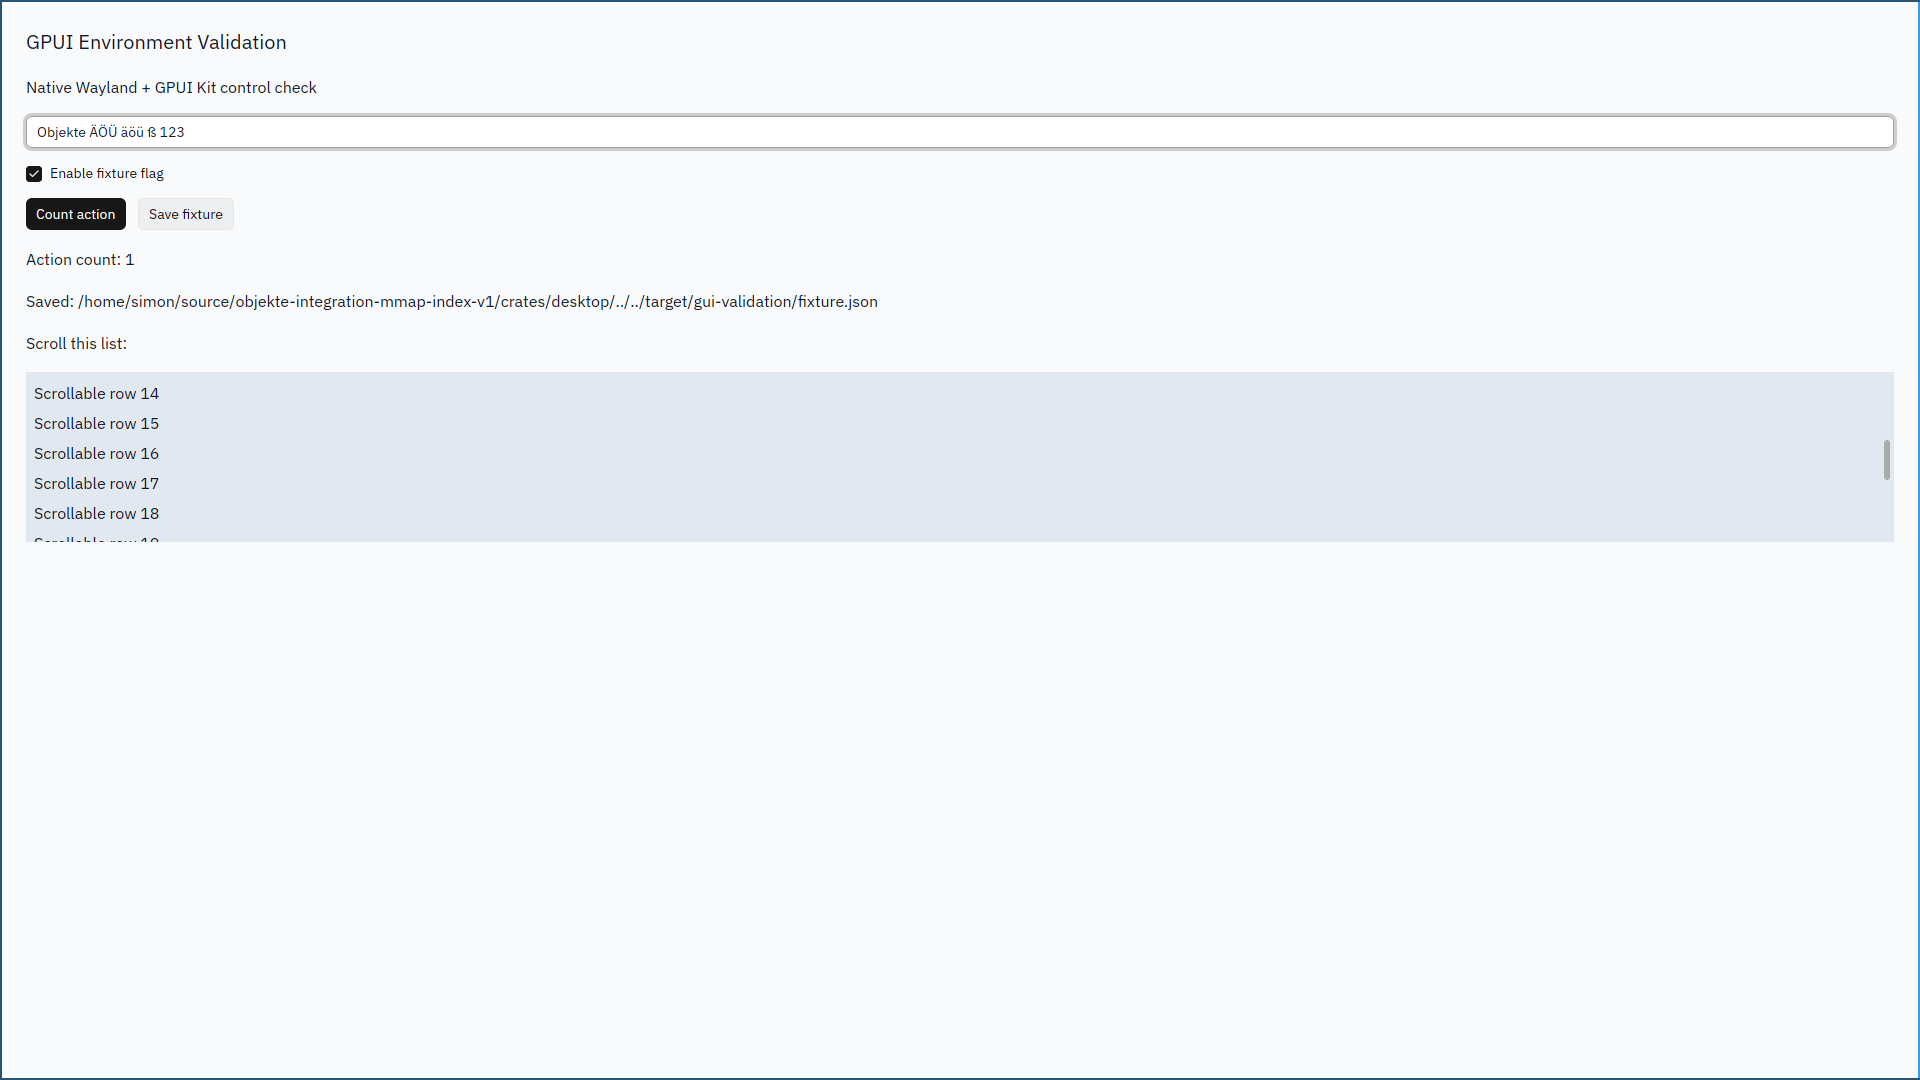 GPUI Environment Validation
Native Wayland + GPUI Kit control check
Objekte ÄÖÜ äöü ß 123
Enable fixture flag
Count action Save fixture
Action count: 1
Saved: /home/simon/source/objekte-integration-mmap-index-v1/crates/desktop/../../target/gui-validation/fixture.json
Scroll this list:
Scrollable row 14
Scrollable row 15
Scrollable row 16
Scrollable row 17
Scrollable row 18
Scrollable row 19